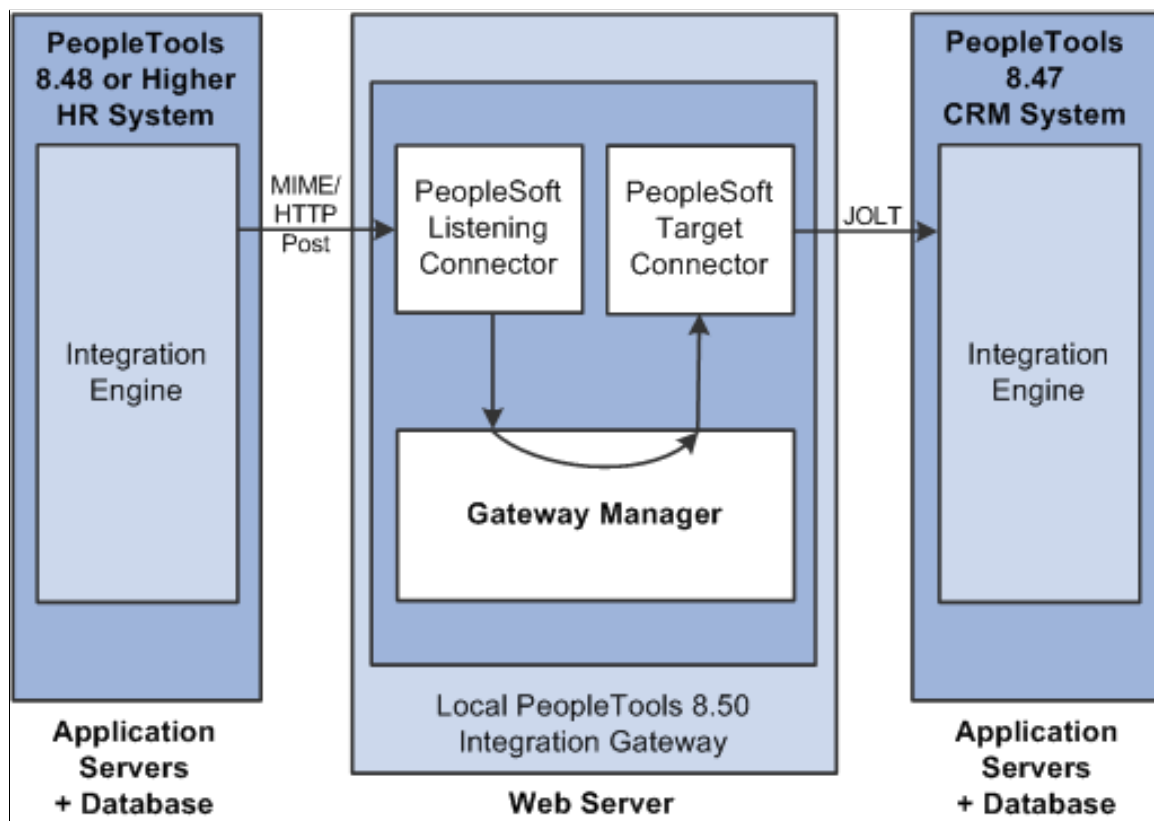 PeopleTools
8.48 or Higher
HR System
Integration
Engine
Application
Servers
+ Database
MIME/
HTTP
Post
PeopleSoft
Listening
Connector
PeopleSoft
Target
Connector
Gateway Manager
Local PeopleTools 8.50
Integration Gateway
Web Server
JOLT
PeopleTools
8.47
CRM System
Integration
Engine
Application
Servers
+ Database